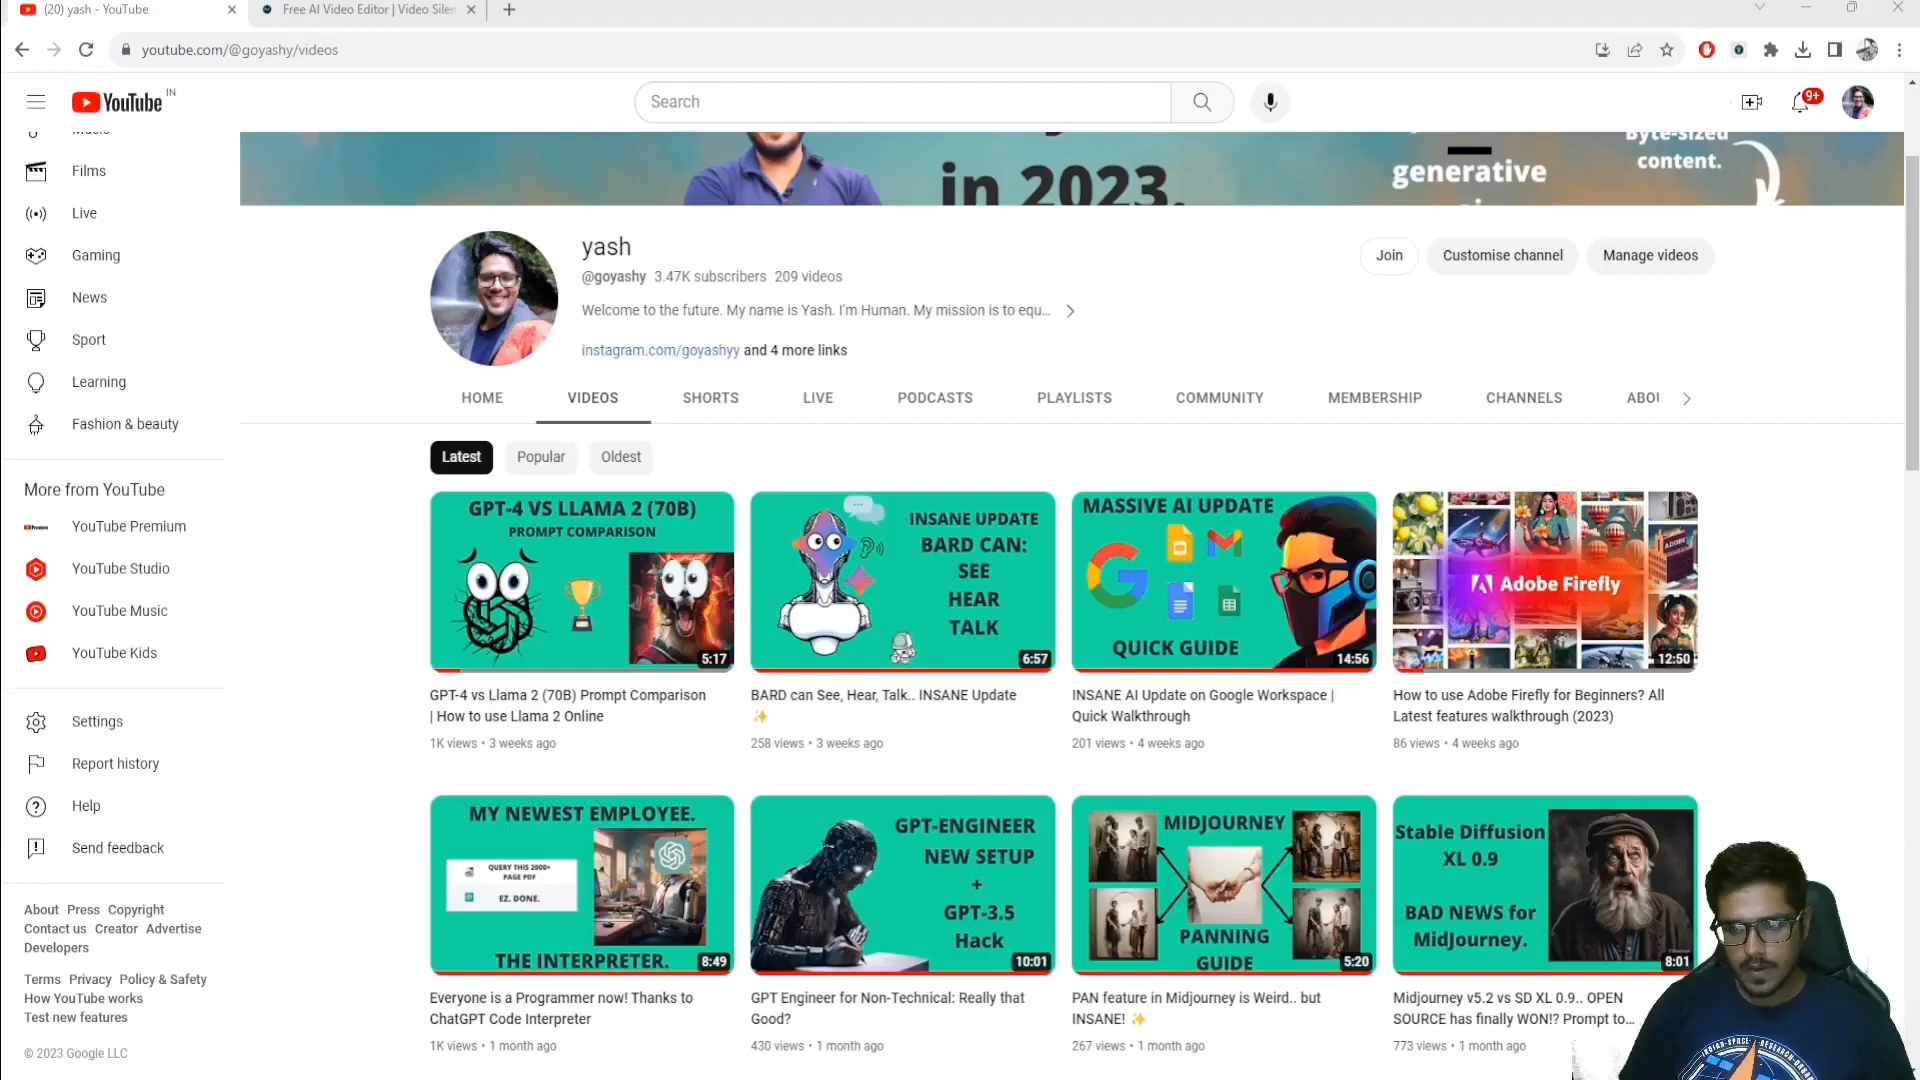 (20) yash - YouTube
Free AI Video Editor | Video Silen
youtube.com/@goyashy/videos
YouTube IN
Search
9+
Music
Films
Live
Gaming
News
Sport
Learning
Fashion & beauty
More from YouTube
YouTube Premium
YouTube Studio
YouTube Music
YouTube Kids
Settings
Report history
Help
Send feedback
About Press Copyright
Contact us Creator Advertise
Developers
Terms Privacy Policy & Safety
How YouTube works
Test new features
© 2023 Google LLC
in 2023.
generative
Byte-sized
content.
yash
@goyashy 3.47K subscribers 209 videos
Welcome to the future. My name is Yash. I'm Human. My mission is to equ...
instagram.com/goyashyy and 4 more links
Join
Customise channel
Manage videos
HOME
VIDEOS
SHORTS
LIVE
PODCASTS
PLAYLISTS
COMMUNITY
MEMBERSHIP
CHANNELS
ABOU
Latest
Popular
Oldest
GPT-4 VS LLAMA 2 (70B)
PROMPT COMPARISON
5:17
GPT-4 vs Llama 2 (70B) Prompt Comparison
| How to use Llama 2 Online
1K views • 3 weeks ago
INSANE UPDATE
BARD CAN:
SEE
HEAR
TALK
6:57
BARD can See, Hear, Talk.. INSANE Update
✨
258 views • 3 weeks ago
MASSIVE AI UPDATE
QUICK GUIDE
14:56
INSANE AI Update on Google Workspace |
Quick Walkthrough
201 views • 4 weeks ago
Adobe Firefly
12:50
How to use Adobe Firefly for Beginners? All
Latest features walkthrough (2023)
86 views • 4 weeks ago
MY NEWEST EMPLOYEE.
QUERY THIS 2000+
PAGE PDF
EZ. DONE.
THE INTERPRETER.
8:49
Everyone is a Programmer now! Thanks to
ChatGPT Code Interpreter
1K views • 1 month ago
GPT-ENGINEER
NEW SETUP
+
GPT-3.5
Hack
10:01
GPT Engineer for Non-Technical: Really that
Good?
430 views • 1 month ago
MIDJOURNEY
PANNING
GUIDE
5:20
PAN feature in Midjourney is Weird.. but
INSANE! ✨
267 views • 1 month ago
Stable Diffusion
XL 0.9
BAD NEWS for
MidJourney.
8:01
Midjourney v5.2 vs SD XL 0.9.. OPEN
SOURCE has finally WON!? Prompt to...
773 views • 1 month ago
INDIAN SPACE RESEARCH ORGA